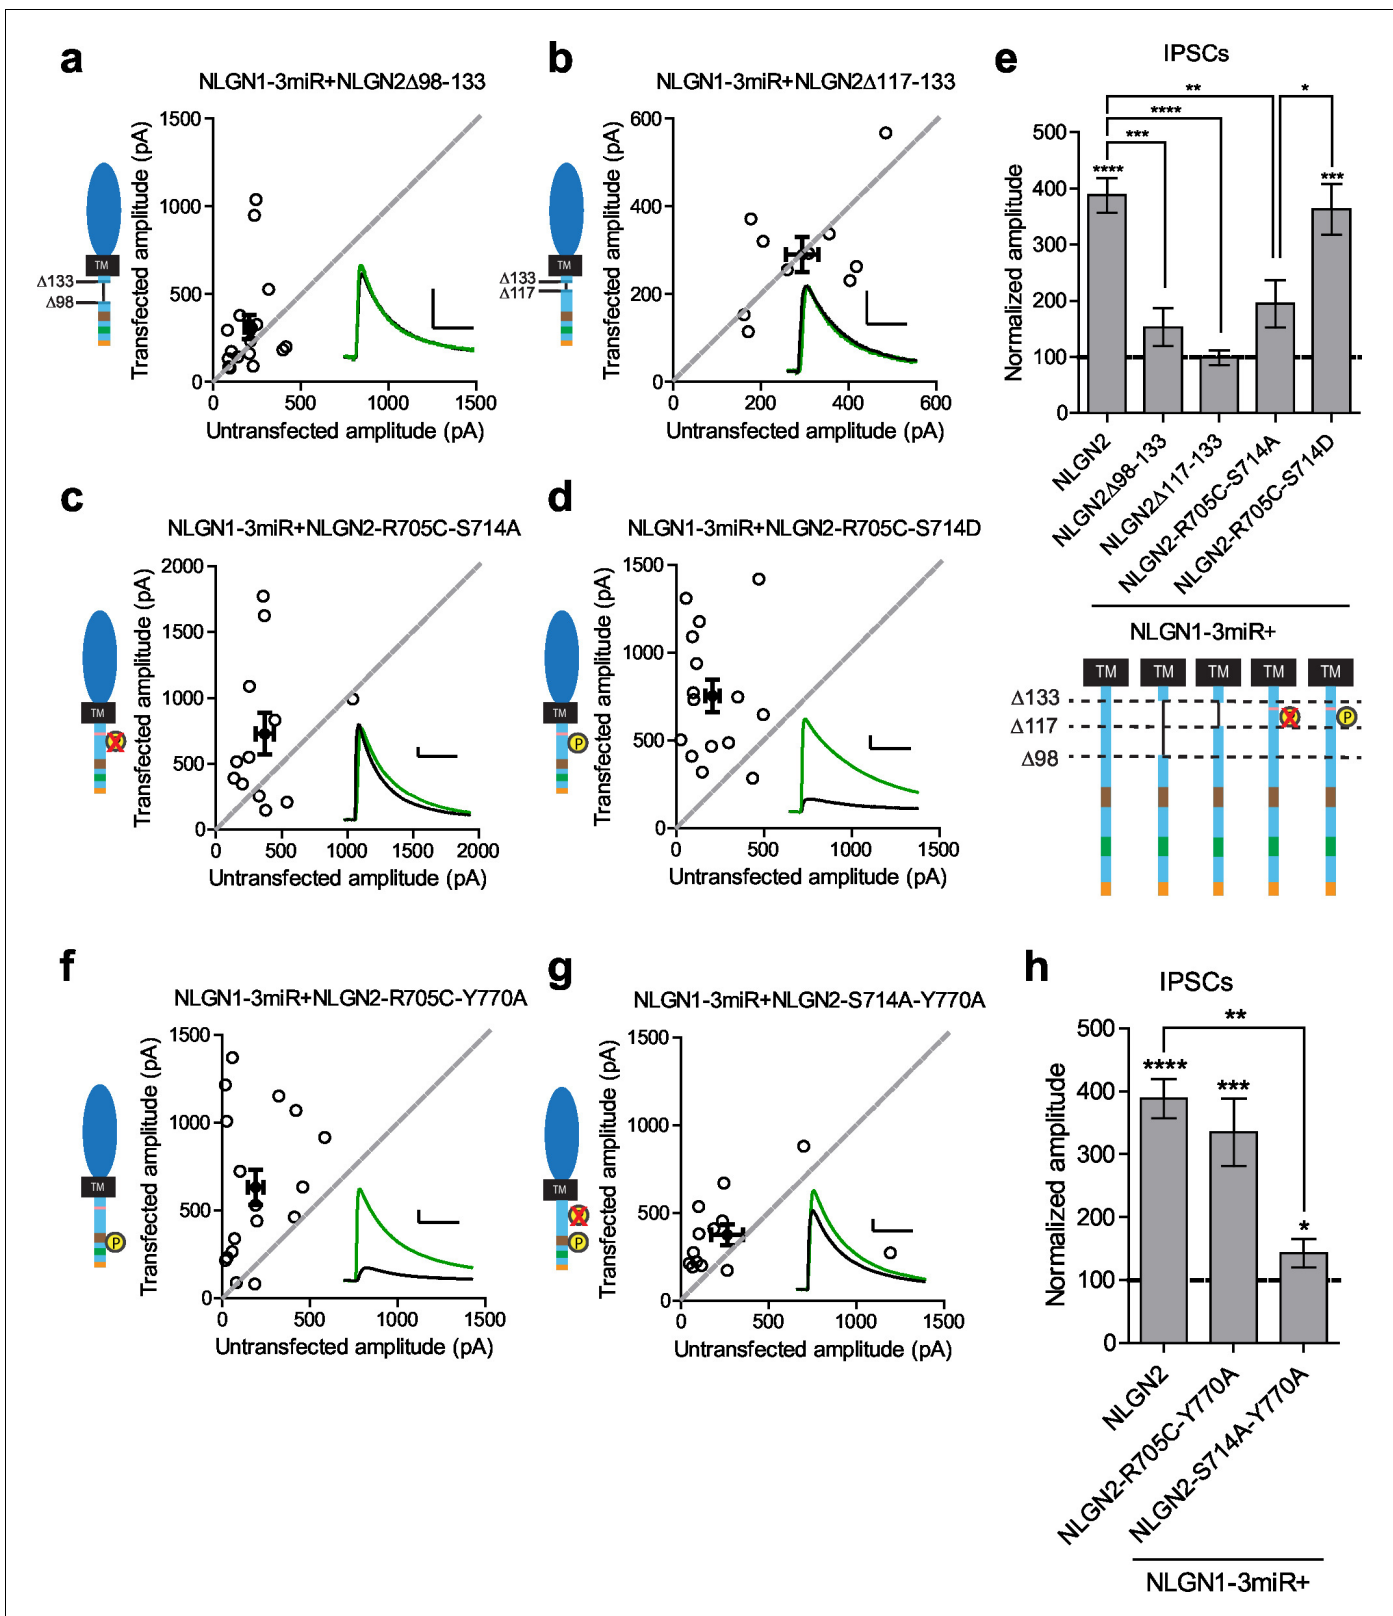 a
NLGN1-3miR+NLGN2Δ98-133
Transfected amplitude (pA)
1500
1000
500
0
0 500 1000 1500
Untransfected amplitude (pA)
TM
Δ133
Δ98
b
NLGN1-3miR+NLGN2Δ117-133
Transfected amplitude (pA)
600
400
200
0
0 200 400 600
Untransfected amplitude (pA)
TM
Δ133
Δ117
e
IPSCs
** *
****
***
Normalized amplitude
500
400
300
200
100
0
**** ***
NLGN2
NLGN2Δ98-133
NLGN2Δ117-133
NLGN2-R705C-S714A
NLGN2-R705C-S714D
NLGN1-3miR+
TM TM TM TM TM
Δ133
Δ117
Δ98
P
c
NLGN1-3miR+NLGN2-R705C-S714A
Transfected amplitude (pA)
2000
1500
1000
500
0
0 500 1000 1500 2000
Untransfected amplitude (pA)
TM
d
NLGN1-3miR+NLGN2-R705C-S714D
Transfected amplitude (pA)
1500
1000
500
0
0 500 1000 1500
Untransfected amplitude (pA)
TM
P
f
NLGN1-3miR+NLGN2-R705C-Y770A
Transfected amplitude (pA)
1500
1000
500
0
0 500 1000 1500
Untransfected amplitude (pA)
TM
P
g
NLGN1-3miR+NLGN2-S714A-Y770A
Transfected amplitude (pA)
1500
1000
500
0
0 500 1000 1500
Untransfected amplitude (pA)
TM
P
h
IPSCs
**
Normalized amplitude
500
400
300
200
100
0
**** *** *
NLGN2
NLGN2-R705C-Y770A
NLGN2-S714A-Y770A
NLGN1-3miR+